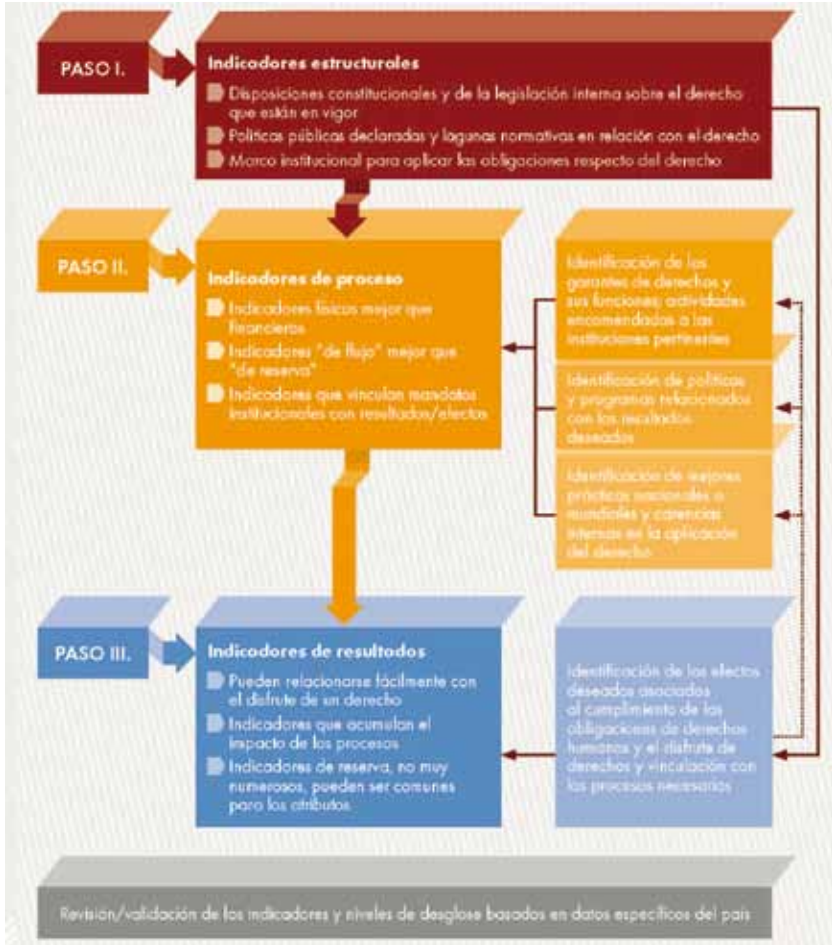 PASO I.
Indicadores estructurales
Disposiciones constitucionales y de la legislación interna sobre el derecho
que están en vigor
Políticas públicas declaradas y lagunas normativas en relación con el derecho
Marco institucional para aplicar las obligaciones respecto del derecho
PASO II.
Indicadores de proceso
Indicadores físicos mejor que
financieros
Indicadores "de flujo" mejor que
"de reserva"
Indicadores que vinculan mandatos
institucionales con resultados/efectos
Identificación de los
garantes de derechos y
sus funciones; actividades
encomendadas a las
instituciones pertinentes
Identificación de políticas
y programas relacionados
con los resultados
deseados
Identificación de mejores
prácticas nacionales o
mundiales y carencias
internas en la aplicación
del derecho
PASO III.
Indicadores de resultados
Pueden relacionarse fácilmente con
el disfrute de un derecho
Indicadores que acumulan el
impacto de los procesos
Indicadores de reserva, no muy
numerosos, pueden ser comunes
para los atributos
Identificación de los efectos
deseados asociados
al cumplimiento de las
obligaciones de derechos
humanos y el disfrute de
derechos y vinculación con
los procesos necesarios
Revisión/validación de los indicadores y niveles de desglose basados en datos específicos del país